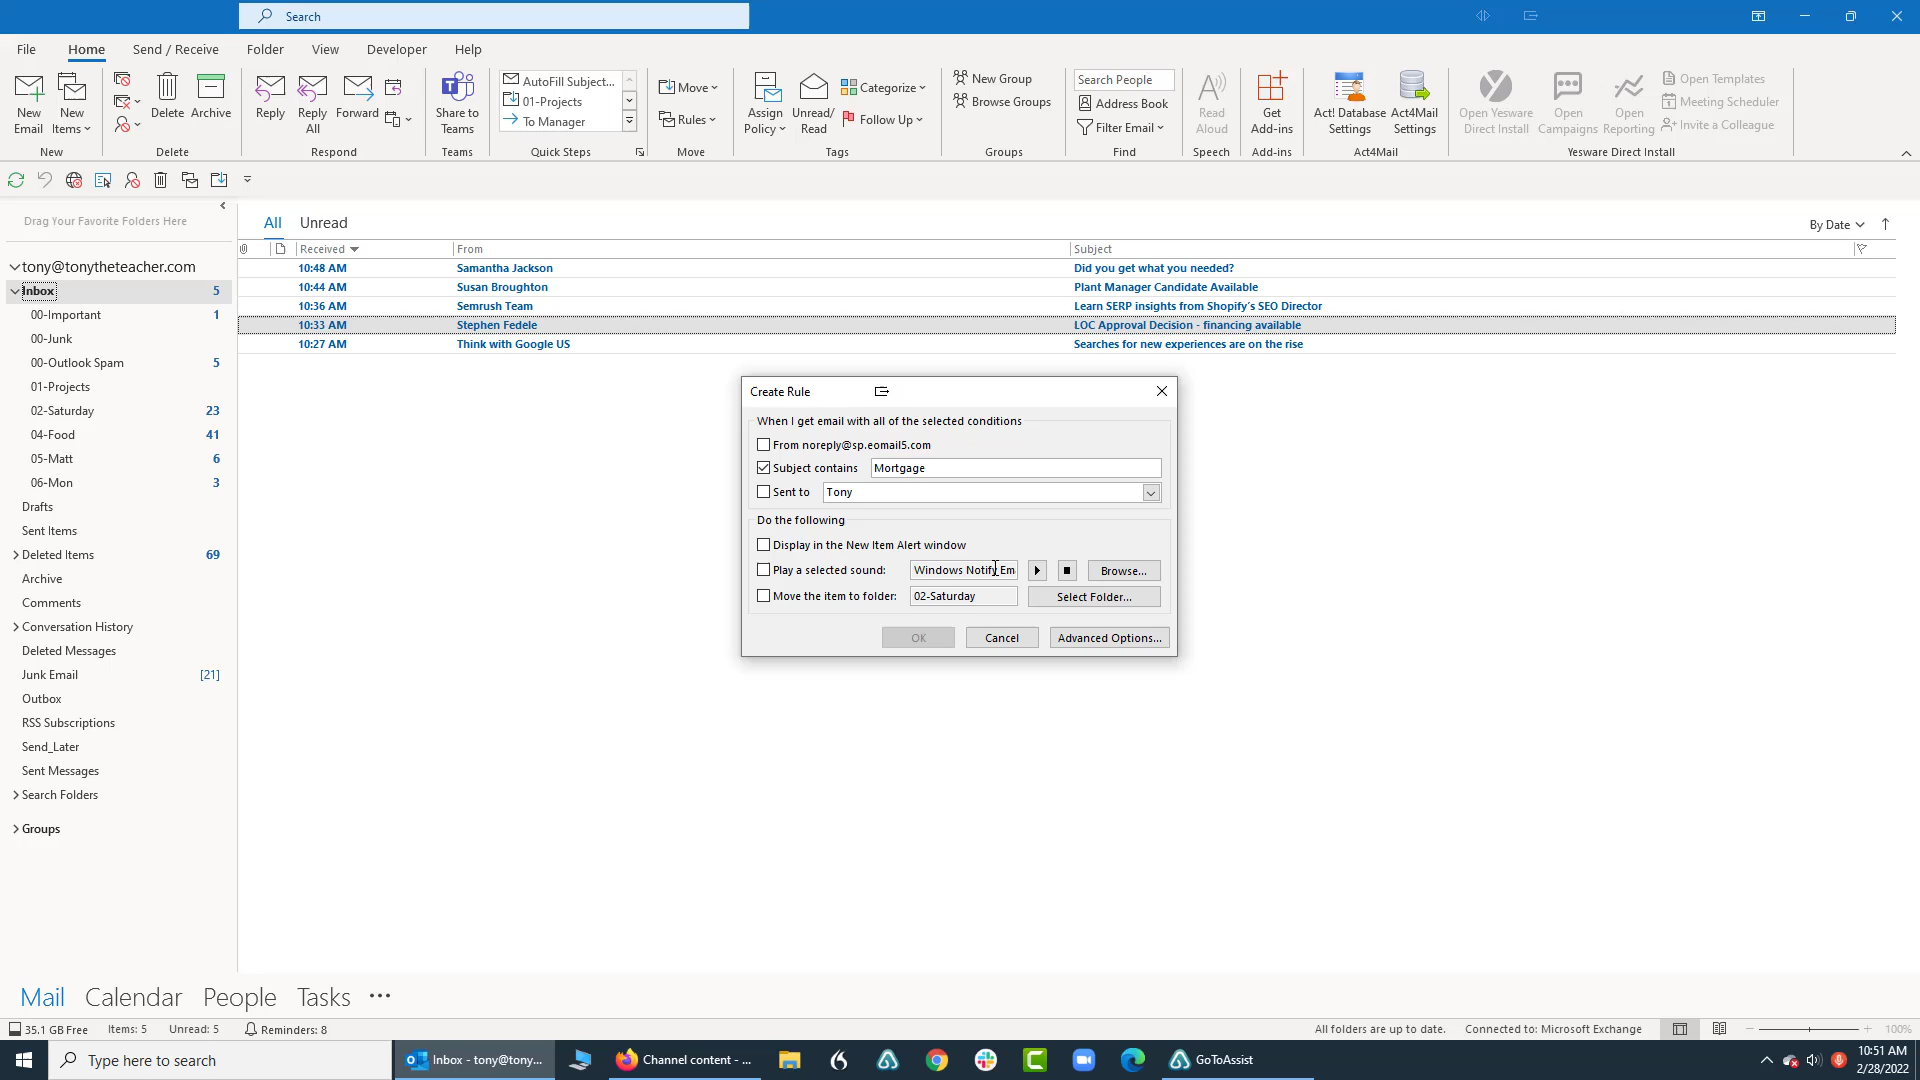 Search
File Home Send / Receive Folder View Developer Help
New Email
New Items
Delete
Archive
Reply
Reply All
Forward
Share to Teams
AutoFill Subject...
01-Projects
To Manager
Move
Rules
Assign Policy
Unread/ Read
Categorize
Follow Up
New Group
Browse Groups
Search People
Address Book
Filter Email
Read Aloud
Get Add-ins
Act! Database Settings
Act4Mail Settings
Open Yesware Direct Install
Open Campaigns
Open Reporting
Open Templates
Meeting Scheduler
Invite a Colleague
New Delete Respond Teams Quick Steps Move Tags Groups Find Speech Add-ins Act4Mail Yesware Direct Install
Drag Your Favorite Folders Here
tony@tonytheteacher.com
Inbox 5
00-Important 1
00-Junk
00-Outlook Spam 5
01-Projects
02-Saturday 23
04-Food 41
05-Matt 6
06-Mon 3
Drafts
Sent Items
Deleted Items 69
Archive
Comments
Conversation History
Deleted Messages
Junk Email [21]
Outbox
RSS Subscriptions
Send_Later
Sent Messages
Search Folders
Groups
All Unread By Date
Received From Subject
10:48 AM Samantha Jackson Did you get what you needed?
10:44 AM Susan Broughton Plant Manager Candidate Available
10:36 AM Semrush Team Learn SERP insights from Shopify's SEO Director
10:33 AM Stephen Fedele LOC Approval Decision - financing available
10:27 AM Think with Google US Searches for new experiences are on the rise
Create Rule
When I get email with all of the selected conditions
From noreply@sp.eomail5.com
Subject contains Mortgage
Sent to Tony
Do the following
Display in the New Item Alert window
Play a selected sound: Windows Notify Em Browse...
Move the item to folder: 02-Saturday Select Folder...
OK Cancel Advanced Options...
Mail Calendar People Tasks ...
35.1 GB Free Items: 5 Unread: 5 Reminders: 8 All folders are up to date. Connected to: Microsoft Exchange 100%
Type here to search
Inbox - tony@tony...
Channel content - ...
GoToAssist
10:51 AM
2/28/2022